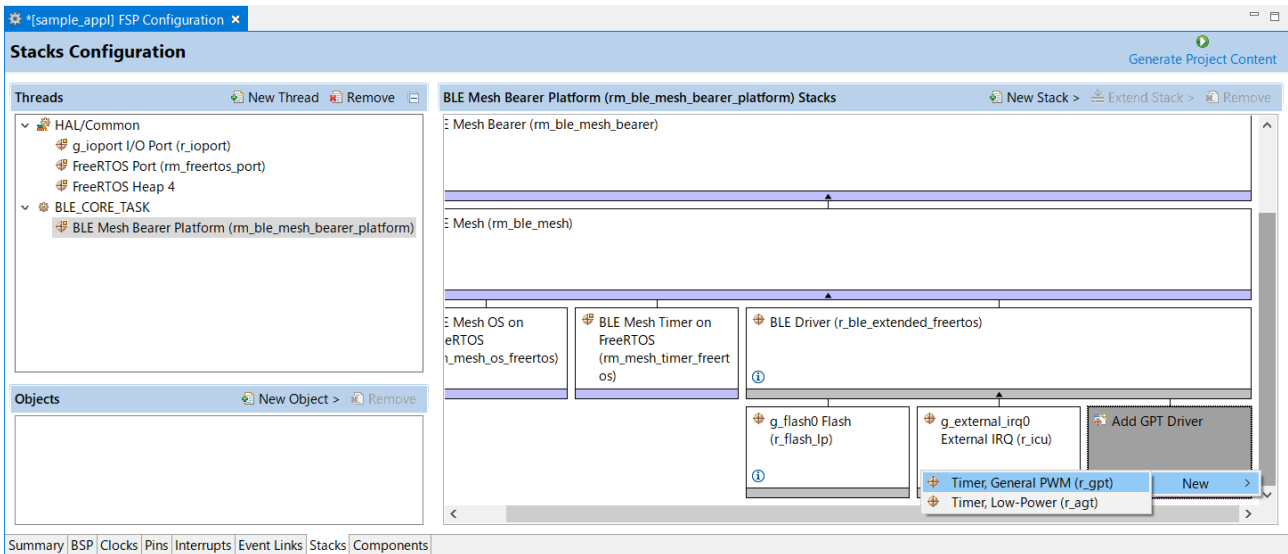 *[sample_appl] FSP Configuration
Stacks Configuration
Generate Project Content
Threads
New Thread
Remove
HAL/Common
g_ioport I/O Port (r_ioport)
FreeRTOS Port (rm_freertos_port)
FreeRTOS Heap 4
BLE_CORE_TASK
BLE Mesh Bearer Platform (rm_ble_mesh_bearer_platform)
Objects
New Object >
Remove
BLE Mesh Bearer Platform (rm_ble_mesh_bearer_platform) Stacks
New Stack >
Extend Stack >
Remove
Mesh Bearer (rm_ble_mesh_bearer)
Mesh (rm_ble_mesh)
Mesh OS on
eRTOS
_mesh_os_freertos)
BLE Mesh Timer on
FreeRTOS
(rm_mesh_timer_freert
os)
BLE Driver (r_ble_extended_freertos)
g_flash0 Flash
(r_flash_lp)
g_external_irq0
External IRQ (r_icu)
Add GPT Driver
Timer, General PWM (r_gpt)
Timer, Low-Power (r_agt)
New
Summary BSP Clocks Pins Interrupts Event Links Stacks Components